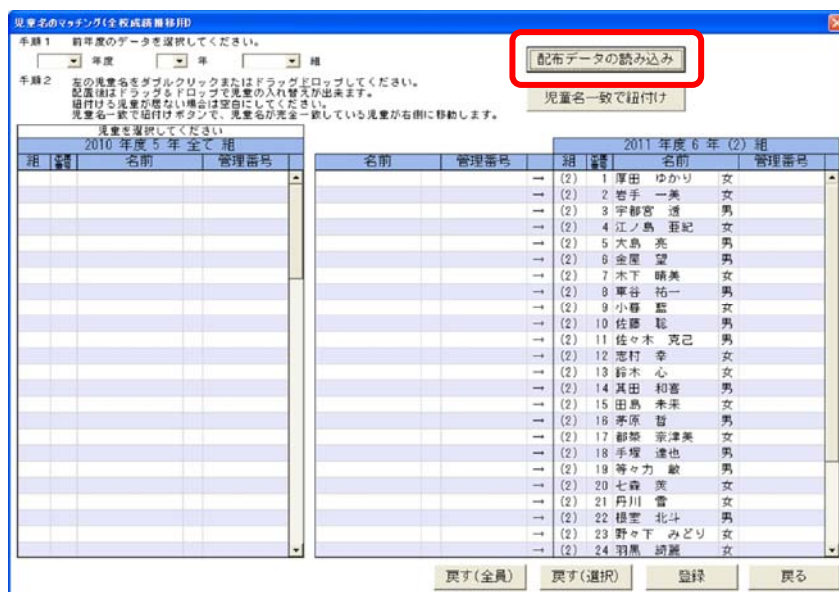 児童名のマッチング(全校成績推移用)
手順1 前年度のデータを選択してください。
年度 年 組
配布データの読み込み
手順2 左の児童名をダブルクリックまたはドラッグドロップしてください。
配置後はドラッグ&ドロップで児童の入れ替えが出来ます。
紐付ける児童が居ない場合は空白にしてください。
児童名一致で紐付けボタンで、児童名が完全一致している児童が右側に移動します。
児童名一致で紐付け
児童を選択してください
2010 年度 5 年 全て 組
2011 年度 6 年 (2) 組
組 出席番号 名前 管理番号
名前 管理番号
組 出席番号 名前 管理番号
→ (2) 1 厚田 ゆかり 女
→ (2) 2 岩手 一美 女
→ (2) 3 宇都宮 透 男
→ (2) 4 江ノ島 亜紀 女
→ (2) 5 大島 亮 男
→ (2) 6 金屋 望 男
→ (2) 7 木下 晴美 女
→ (2) 8 車谷 祐一 男
→ (2) 9 小暮 藍 女
→ (2) 10 佐藤 聡 男
→ (2) 11 佐々木 克己 男
→ (2) 12 志村 幸 女
→ (2) 13 鈴木 心 女
→ (2) 14 其田 和喜 男
→ (2) 15 田島 未来 女
→ (2) 16 茅原 哲 男
→ (2) 17 都築 奈津美 女
→ (2) 18 手塚 達也 男
→ (2) 19 等々力 敏 男
→ (2) 20 七森 女
→ (2) 21 丹川 雪 女
→ (2) 22 根室 北斗 男
→ (2) 23 野々下 みどり 女
→ (2) 24 羽黒 綺麗 女
戻す(全員)
戻す(選択)
登録
戻る